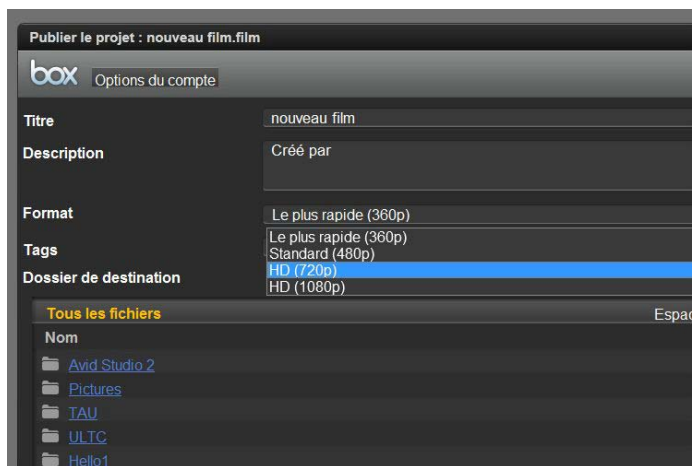 Publier le projet : nouveau film.film
box Options du compte
Titre nouveau film
Description Créé par
Format Le plus rapide (360p)
Le plus rapide (360p)
Tags
Standard (480p)
HD (720p)
Dossier de destination
HD (1080p)
Tous les fichiers
Nom
Avid Studio 2
Pictures
TAU
ULTC
Hello1